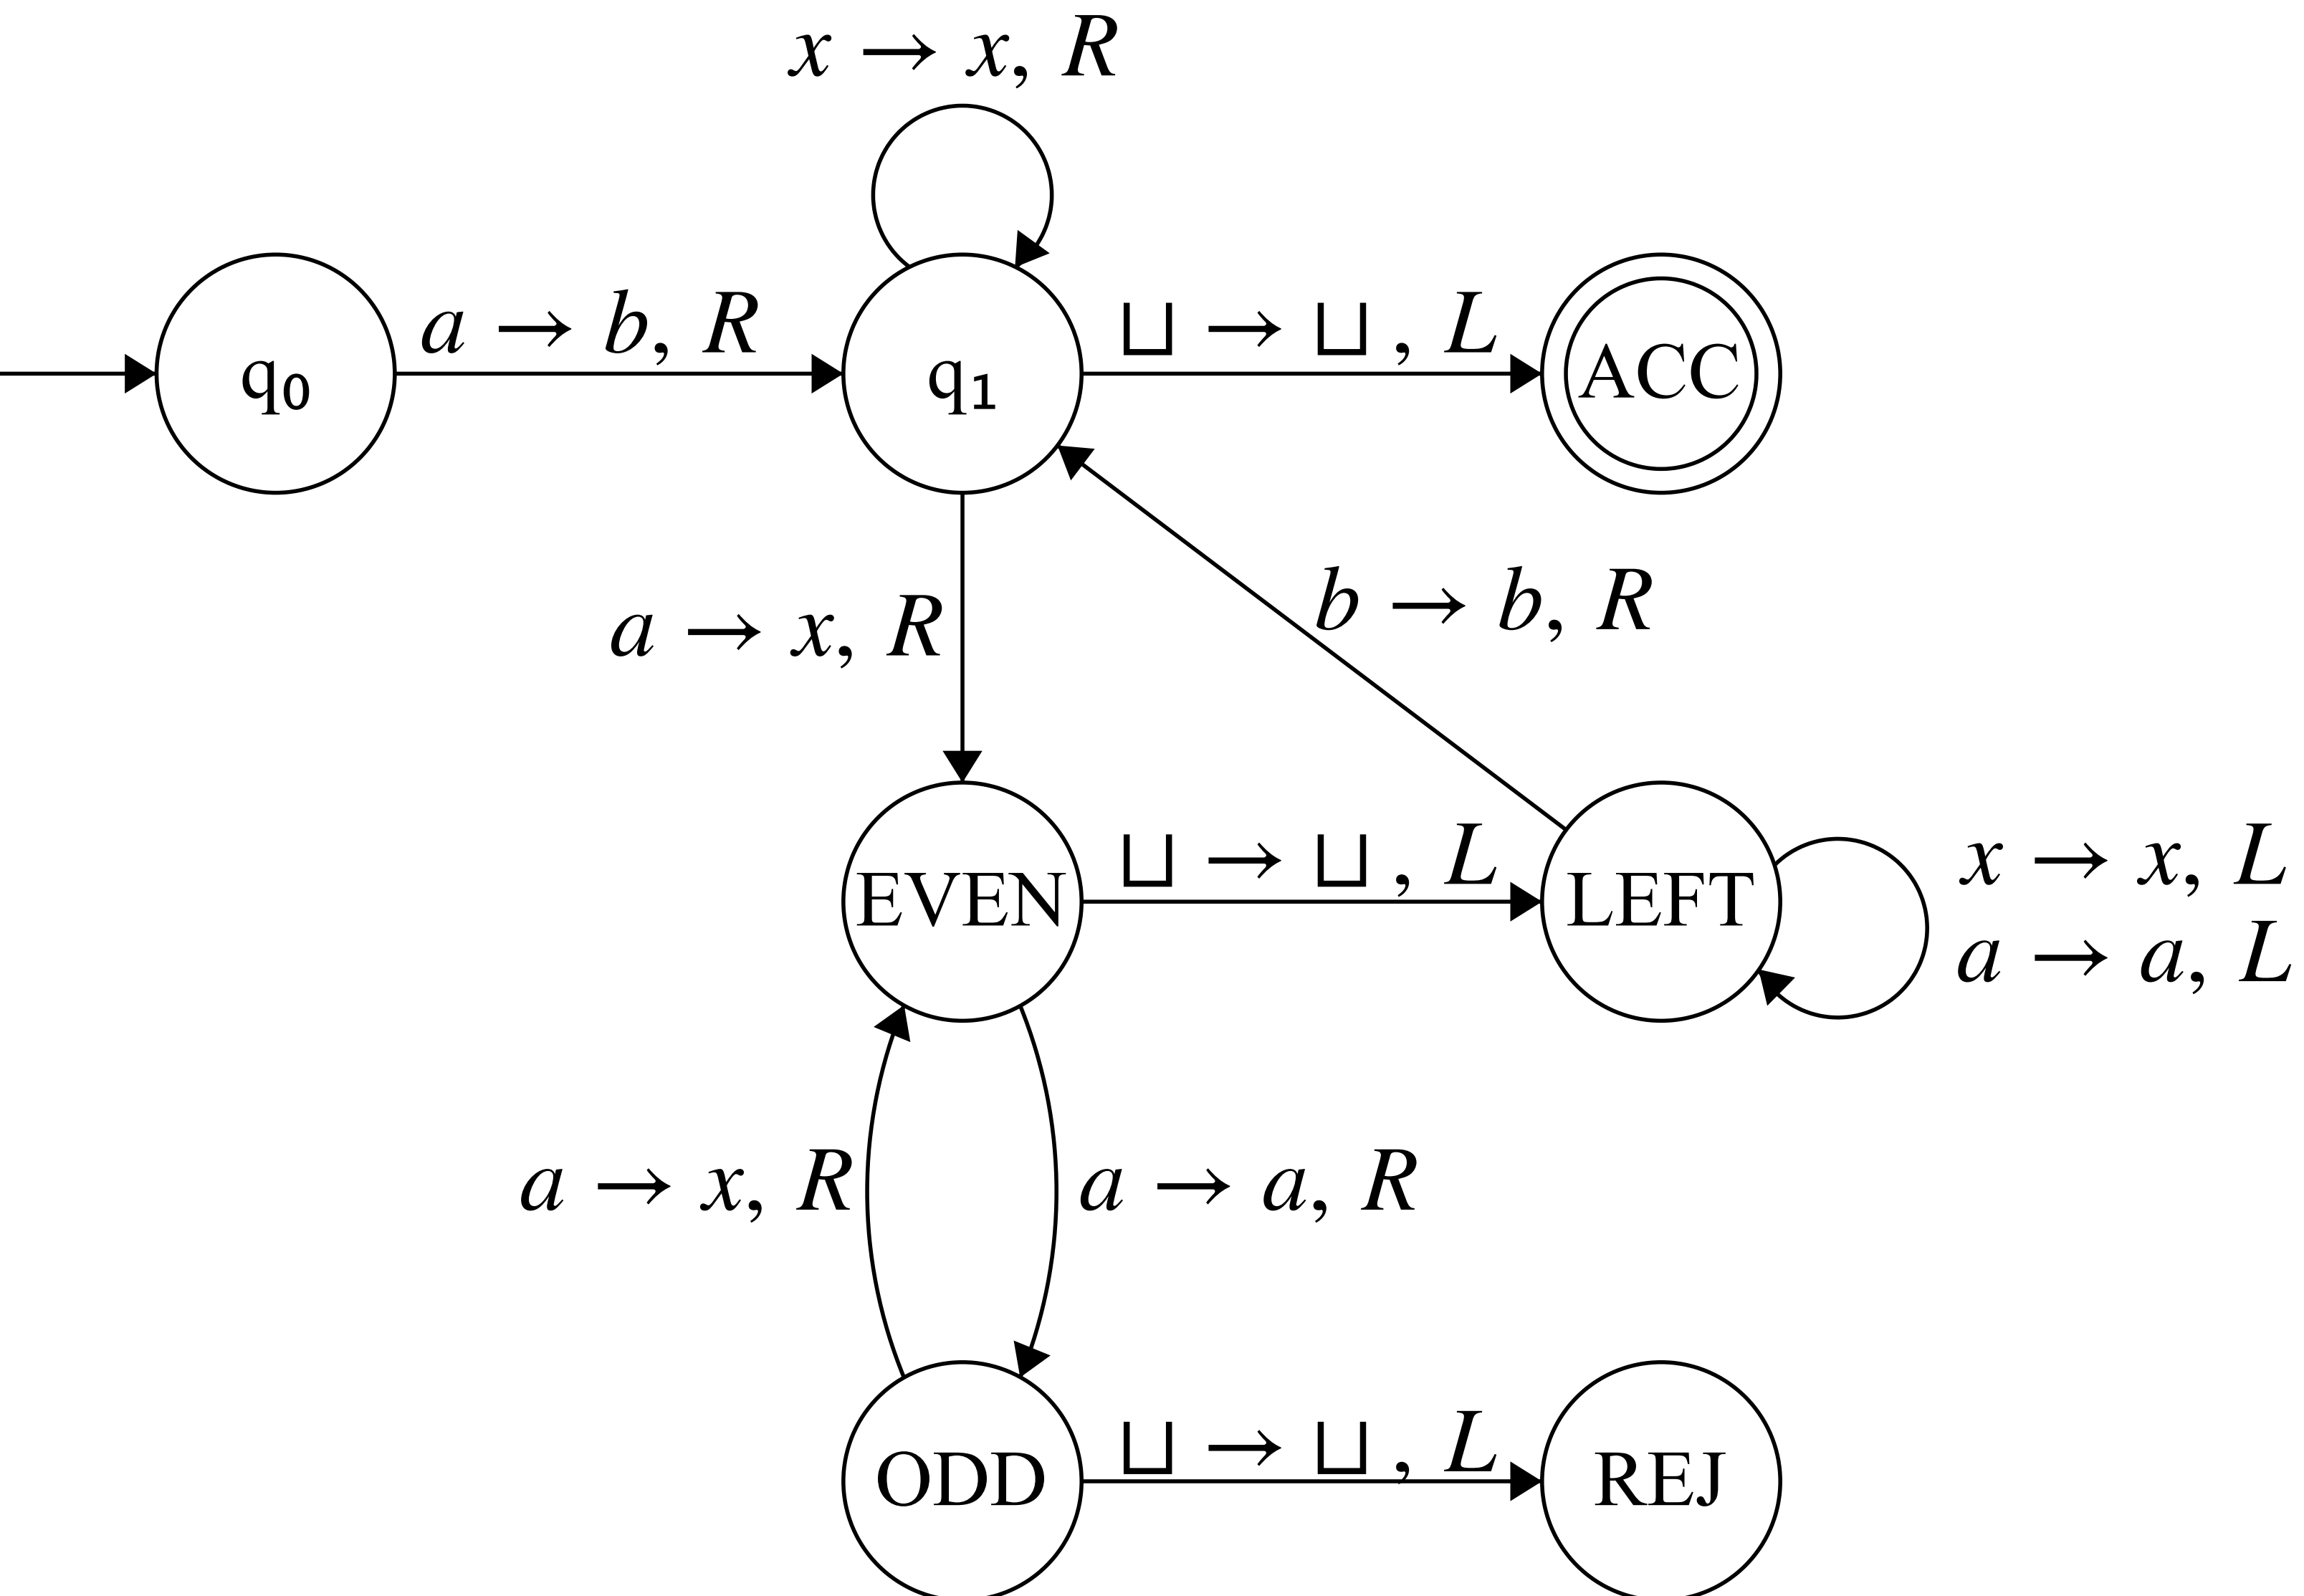 x → x, R
a → b, R
⊔ → ⊔ , L
q₀
q₁
ACC
a → x, R
b → b, R
⊔ → ⊔ , L
x → x, L
EVEN
LEFT
a → a, L
a → x, R
a → a, R
⊔ → ⊔ , L
ODD
REJ